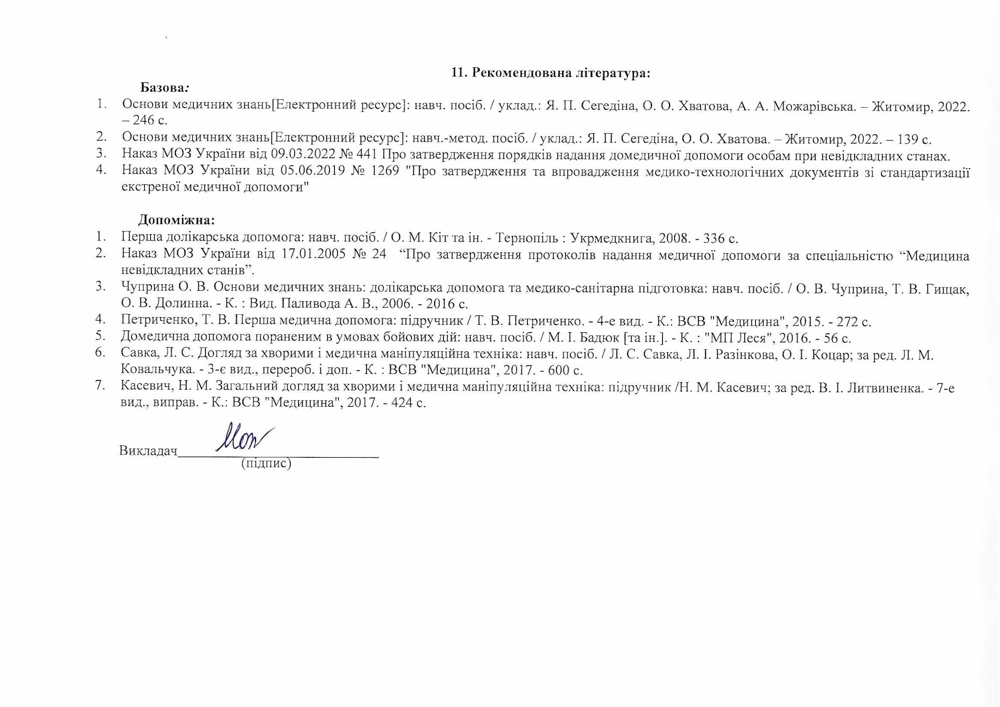 11. Рекомендована література:
Базова:
1. Основи медичних знань[Електронний ресурс]: навч. посіб. / уклад.: Я. П. Сегедіна, О. О. Хватова, А. А. Можарівська. – Житомир, 2022.
– 246 с.
2. Основи медичних знань[Електронний ресурс]: навч.-метод. посіб. / уклад.: Я. П. Сегедіна, О. О. Хватова. – Житомир, 2022. – 139 с.
3. Наказ МОЗ України від 09.03.2022 № 441 Про затвердження порядків надання домедичної допомоги особам при невідкладних станах.
4. Наказ МОЗ України від 05.06.2019 № 1269 "Про затвердження та впровадження медико-технологічних документів зі стандартизації
екстреної медичної допомоги"
Допоміжна:
1. Перша долікарська допомога: навч. посіб. / О. М. Кіт та ін. - Тернопіль : Укрмедкнига, 2008. - 336 с.
2. Наказ МОЗ України від 17.01.2005 № 24 “Про затвердження протоколів надання медичної допомоги за спеціальністю “Медицина
невідкладних станів”.
3. Чуприна О. В. Основи медичних знань: долікарська допомога та медико-санітарна підготовка: навч. посіб. / О. В. Чуприна, Т. В. Гищак,
О. В. Долинна. - К. : Вид. Паливода А. В., 2006. - 2016 с.
4. Петриченко, Т. В. Перша медична допомога: підручник / Т. В. Петриченко. - 4-е вид. - К.: ВСВ "Медицина", 2015. - 272 с.
5. Домедична допомога пораненим в умовах бойових дій: навч. посіб. / М. І. Бадюк [та ін.]. - К. : "МП Леся", 2016. - 56 с.
6. Савка, Л. С. Догляд за хворими і медична маніпуляційна техніка: навч. посіб. / Л. С. Савка, Л. І. Разінкова, О. І. Коцар; за ред. Л. М.
Ковальчука. - 3-є вид., перероб. і доп. - К. : ВСВ "Медицина", 2017. - 600 с.
7. Касевич, Н. М. Загальний догляд за хворими і медична маніпуляційна техніка: підручник /Н. М. Касевич; за ред. В. І. Литвиненка. - 7-е
вид., виправ. - К.: ВСВ "Медицина", 2017. - 424 с.
Викладач
(підпис)